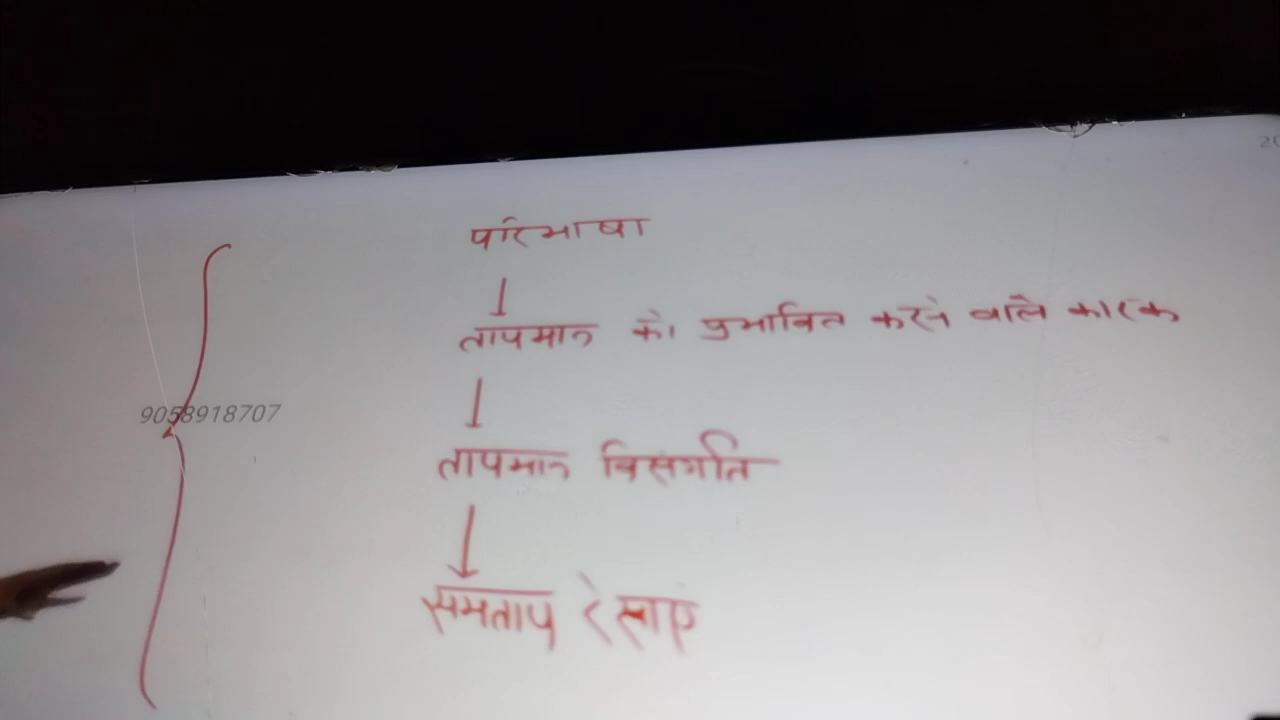 परिभाषा
तापमान को प्रभावित करने वाले कारक
9058918707
तापमान विसंगति
समताप रेखाएं